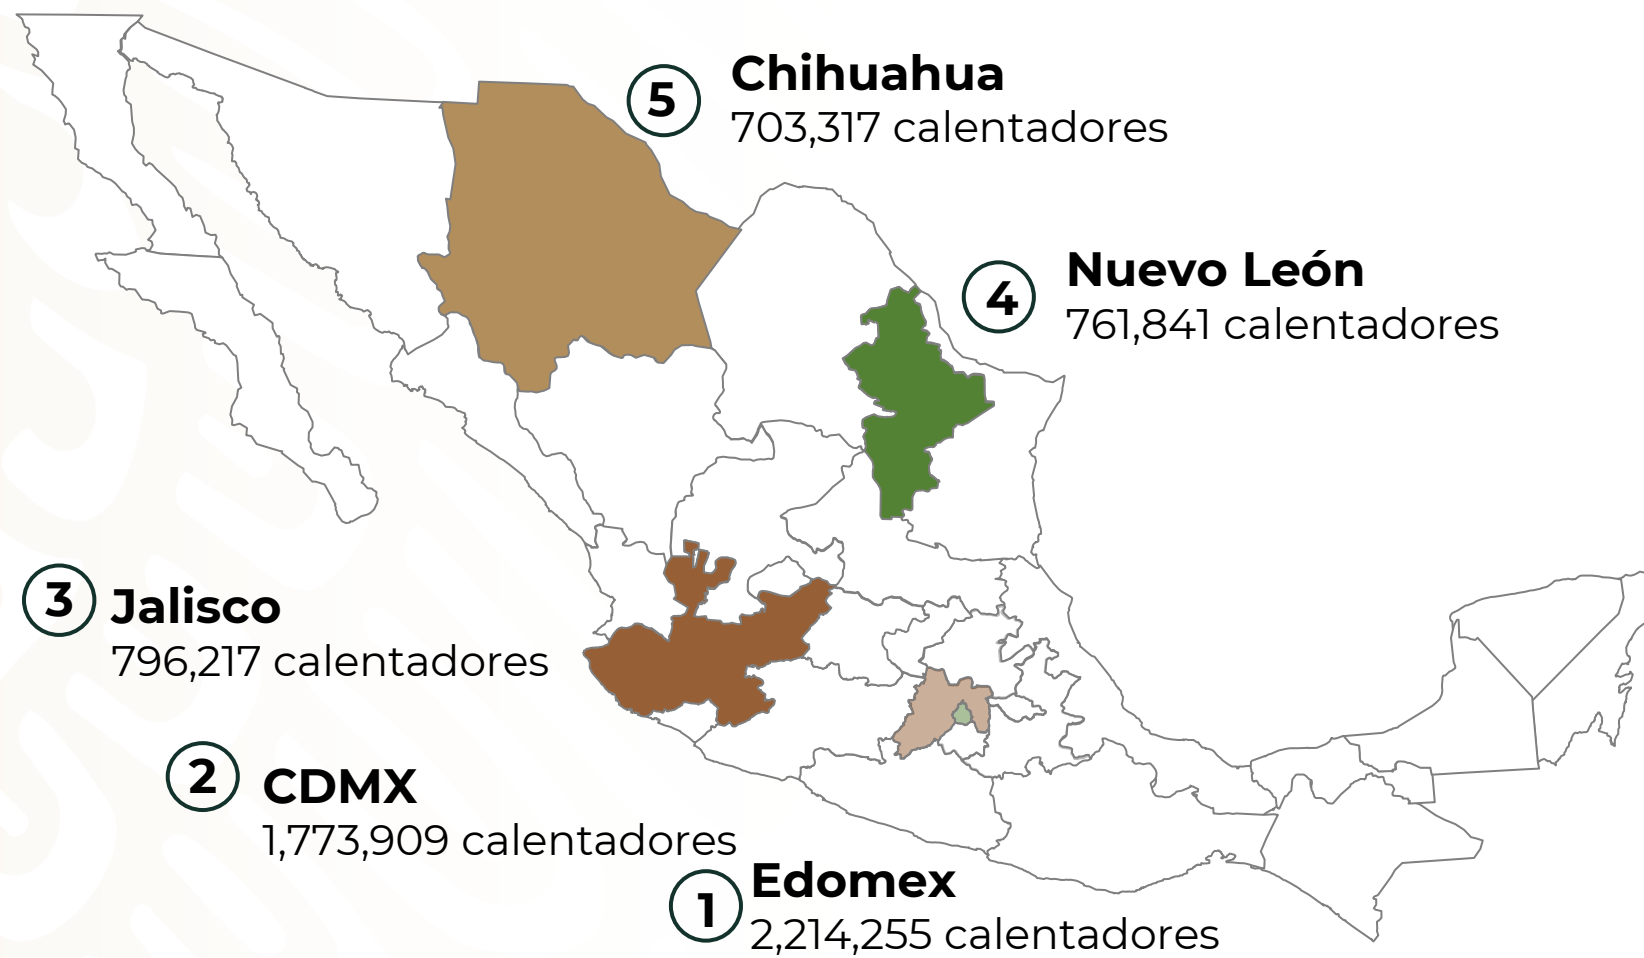 5
Chihuahua
703,317 calentadores
4
Nuevo León
761,841 calentadores
3
Jalisco
796,217 calentadores
2
CDMX
1,773,909 calentadores
1
Edomex
2,214,255 calentadores